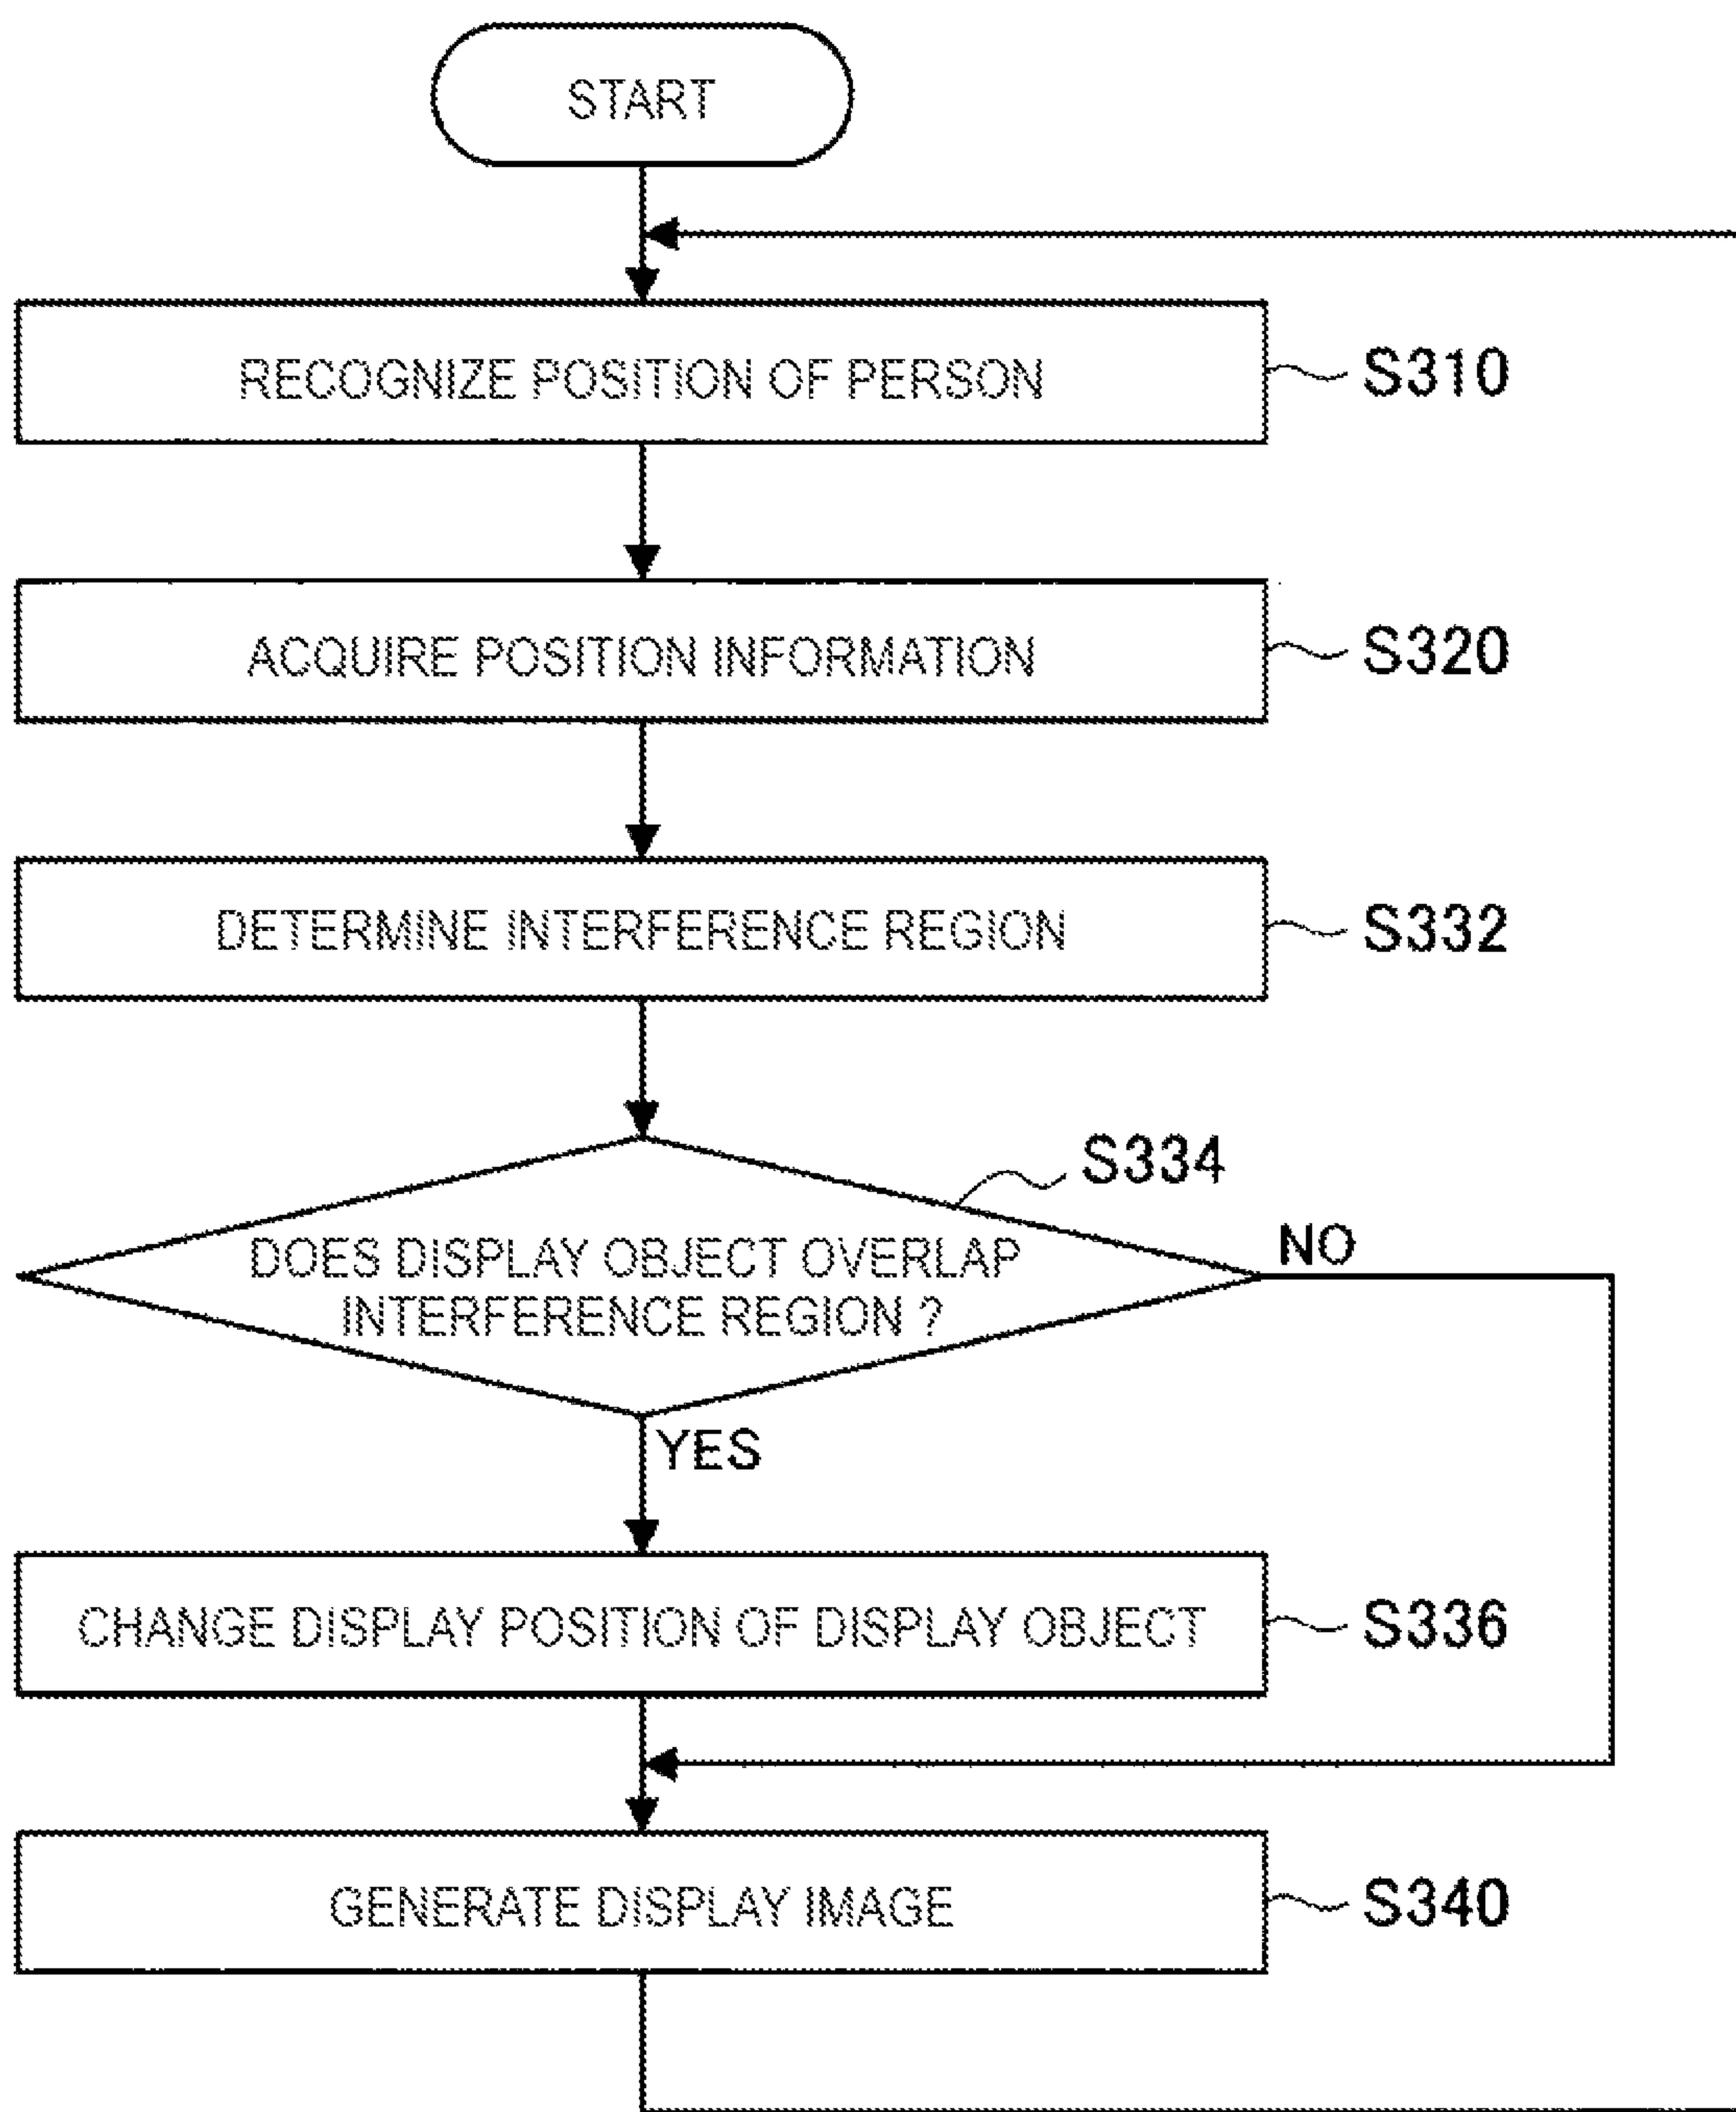 START
RECOGNIZE POSITION OF PERSON
S310
ACQUIRE POSITION INFORMATION
S320
DETERMINE INTERFERENCE REGION
S332
S334
DOES DISPLAY OBJECT OVERLAP
INTERFERENCE REGION ?
NO
YES
CHANGE DISPLAY POSITION OF DISPLAY OBJECT
S336
GENERATE DISPLAY IMAGE
S340